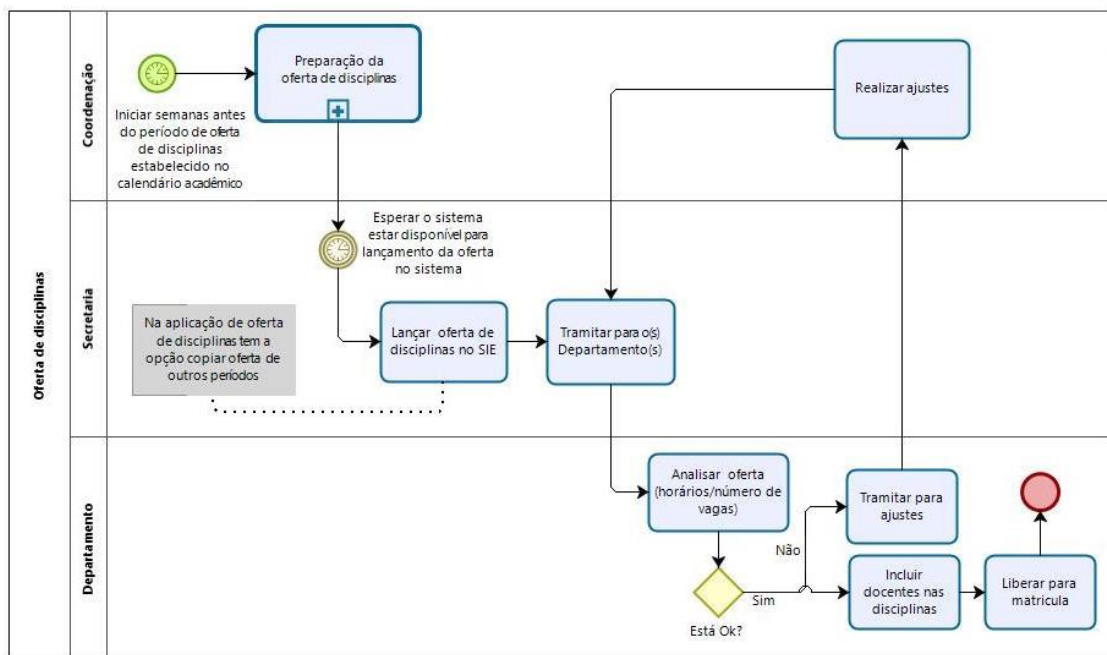 Oferta de disciplinas
Coordenação
Iniciar semanas antes
do período de oferta
de disciplinas
estabelecido no
calendário acadêmico
Preparação da
oferta de disciplinas
Realizar ajustes
Secretaria
Esperar o sistema
estar disponível para
lançamento da oferta
no sistema
Na aplicação de oferta
de disciplinas tem a
opção copiar oferta de
outros períodos
Lançar oferta de
disciplinas no SIE
Tramitar para o(s)
Departamento(s)
Departamento
Analisar oferta
(horários/número de
vagas)
Está Ok?
Não
Sim
Tramitar para
ajustes
Incluir
docentes nas
disciplinas
Liberar para
matricula